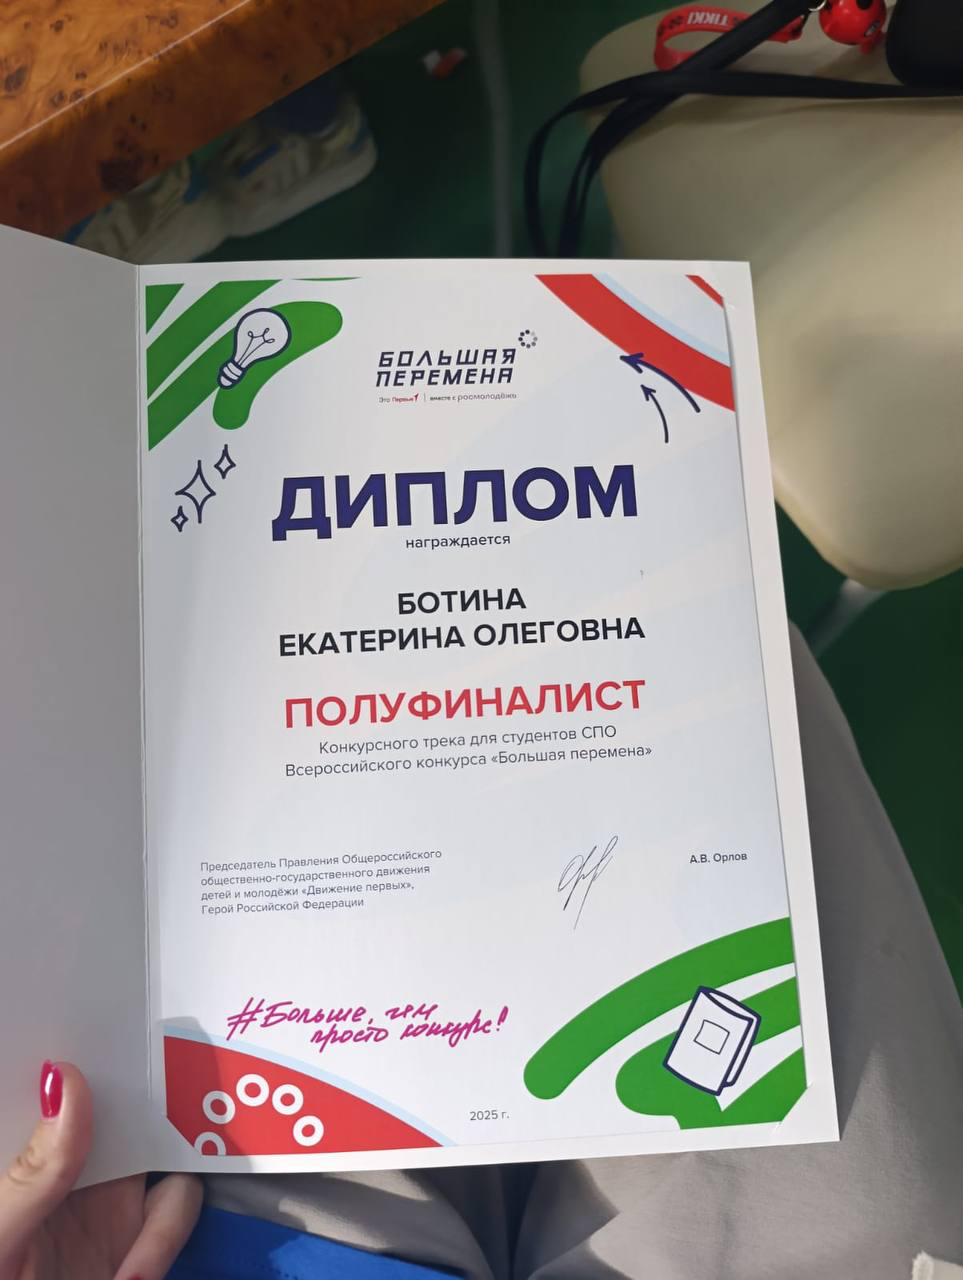 TIKKI
БОЛЬШАЯ
ПЕРЕМЕНА
Это Первые | вместе с росмолодёжь
ДИПЛОМ
награждается
БОТИНА
ЕКАТЕРИНА ОЛЕГОВНА
ПОЛУФИНАЛИСТ
Конкурсного трека для студентов СПО
Всероссийского конкурса «Большая перемена»
Председатель Правления Общероссийского
общественно-государственного движения
детей и молодёжи «Движение первых»,
Герой Российской Федерации
А.В. Орлов
#Больше, чем
просто конкурс!
2025 г.